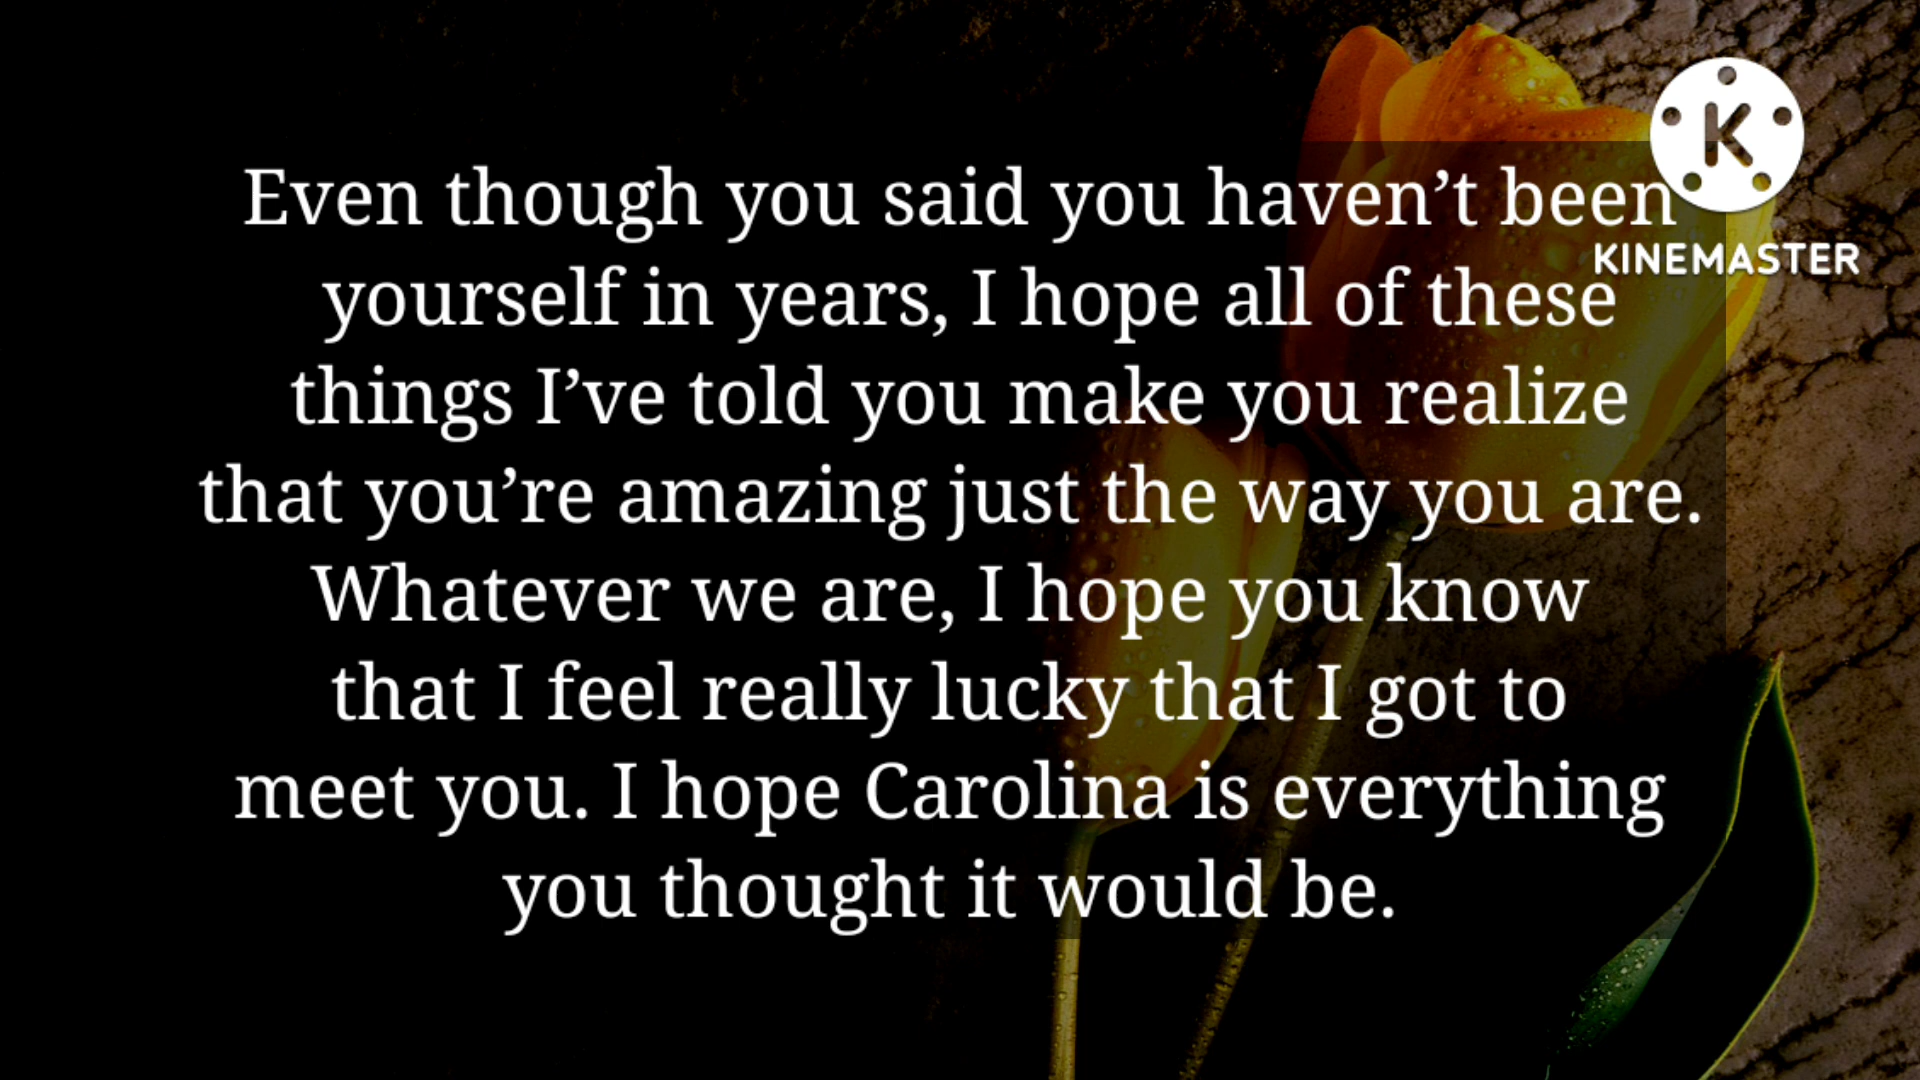 Even though you said you haven’t been
yourself in years, I hope all of these
things I’ve told you make you realize
that you’re amazing just the way you are.
Whatever we are, I hope you know
that I feel really lucky that I got to
meet you. I hope Carolina is everything
you thought it would be.
K
KINEMASTER